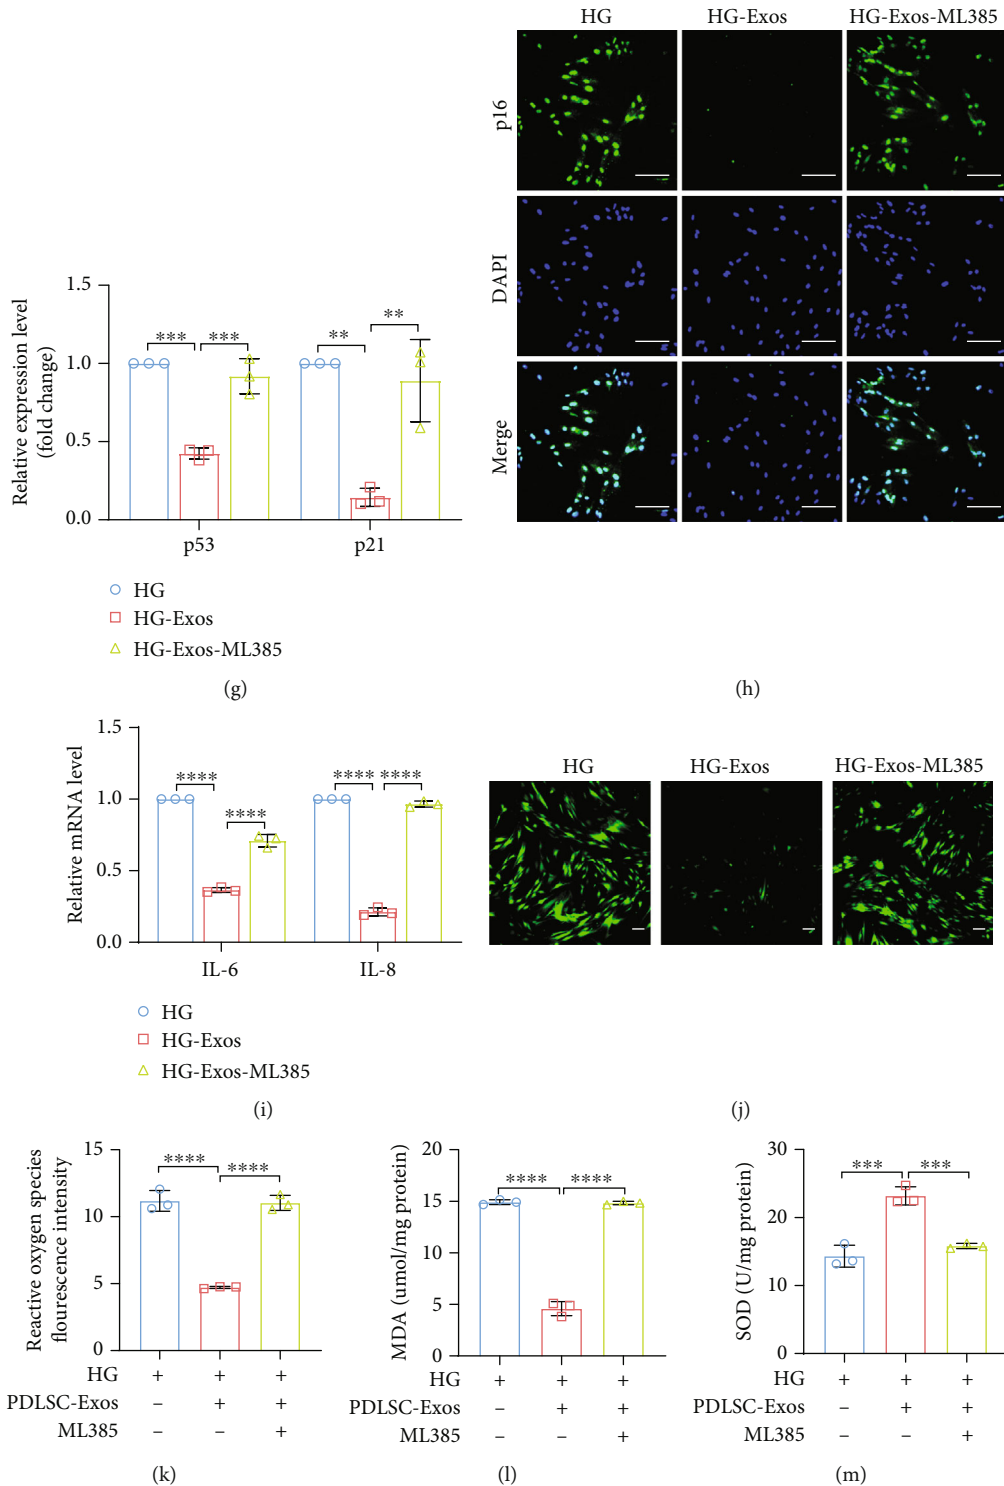 HG HG-Exos HG-Exos-ML385
p16
DAPI
Merge
(h)
Relative expression level
(fold change)
1.5
1.0
0.5
0.0
*** *** ** **
p53 p21
HG
HG-Exos
HG-Exos-ML385
(g)
Relative mRNA level
1.5
1.0
0.5
0.0
**** **** **** ****
IL-6 IL-8
HG
HG-Exos
HG-Exos-ML385
(i)
HG HG-Exos HG-Exos-ML385
(j)
Reactive oxygen species
flourescence intensity
15
10
5
0
**** ****
HG + + +
PDLSC-Exos – + +
ML385 – – +
(k)
MDA (umol/mg protein)
20
15
10
5
0
**** ****
HG + + +
PDLSC-Exos – + +
ML385 – – +
(l)
SOD (U/mg protein)
30
20
10
0
*** ***
HG + + +
PDLSC-Exos – + +
ML385 – – +
(m)